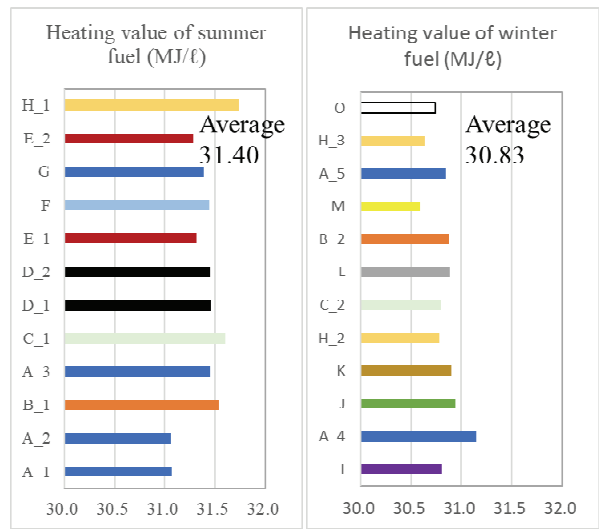 Heating value of summer
fuel (MJ/ℓ)
H_1
E_2
G
F
E_1
D_2
D_1
C_1
A_3
B_1
A_2
A_1
Average
31.40
30.0 30.5 31.0 31.5 32.0
Heating value of winter
fuel (MJ/ℓ)
O
H_3
A_5
M
B_2
L
C_2
H_2
K
J
A_4
I
Average
30.83
30.0 30.5 31.0 31.5 32.0